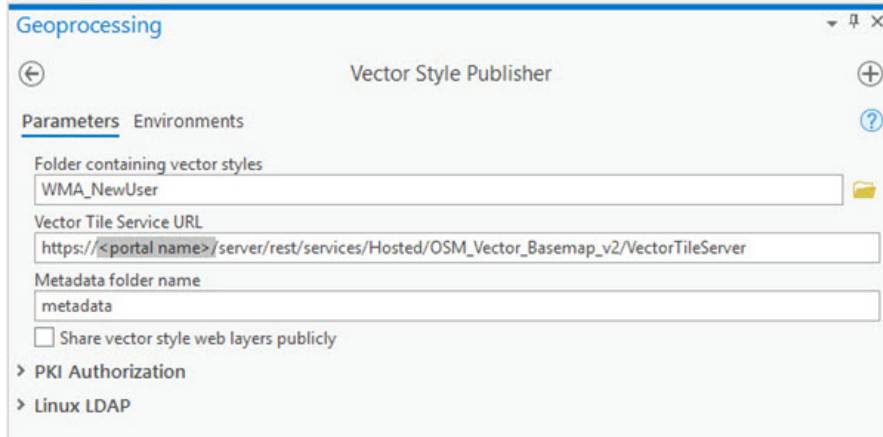 Geoprocessing
Vector Style Publisher
Parameters Environments
Folder containing vector styles
WMA_NewUser
Vector Tile Service URL
https://<portal name>/server/rest/services/Hosted/OSM_Vector_Basemap_v2/VectorTileServer
Metadata folder name
metadata
Share vector style web layers publicly
PKI Authorization
Linux LDAP